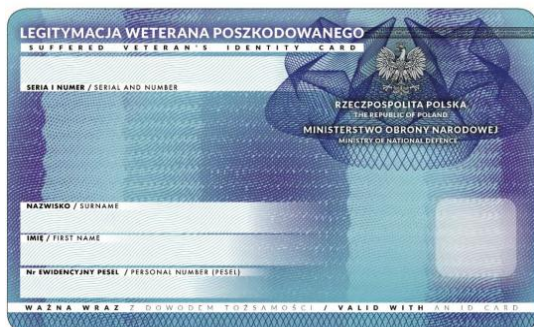 LEGITYMACJA WETERANA POSZKODOWANEGO
SUFFERED VETERAN'S IDENTITY CARD
SERIA I NUMER / SERIAL AND NUMBER
RZECZPOSPOLITA POLSKA
THE REPUBLIC OF POLAND
MINISTERSTWO OBRONY NARODOWEJ
MINISTRY OF NATIONAL DEFENCE
NAZWISKO / SURNAME
IMIĘ / FIRST NAME
Nr EWIDENCYJNY PESEL / PERSONAL NUMBER (PESEL)
WAŻNA WRAZ Z DOWODEM TOŻSAMOŚCI / VALID WITH AN ID CARD